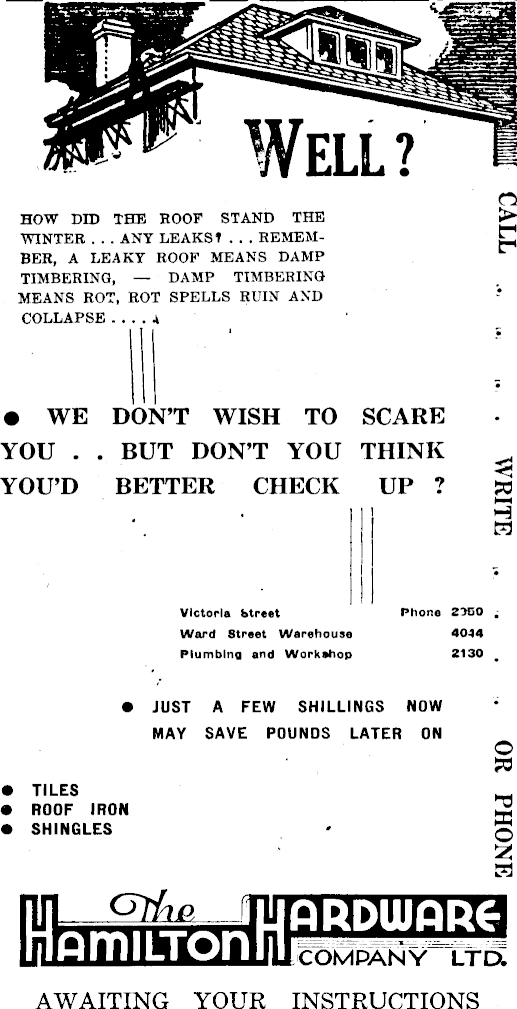 WELL?
HOW DID THE ROOF STAND THE
WINTER . . . ANY LEAKS? . . . REMEM-
BER, A LEAKY ROOF MEANS DAMP
TIMBERING, — DAMP TIMBERING
MEANS ROT, ROT SPELLS RUIN AND
COLLAPSE . . . . .
● WE DON'T WISH TO SCARE
YOU . . BUT DON'T YOU THINK
YOU'D BETTER CHECK UP ?
Victoria Street Phone
Ward Street Warehouse 4044
Plumbing and Workshop 2130
● JUST A FEW SHILLINGS NOW
MAY SAVE POUNDS LATER ON
● TILES
● ROOF IRON
● SHINGLES
CALL . . . . WRITE . . . . OR PHONE
The
HAMILTON HARDWARE
COMPANY LTD.
AWAITING YOUR INSTRUCTIONS